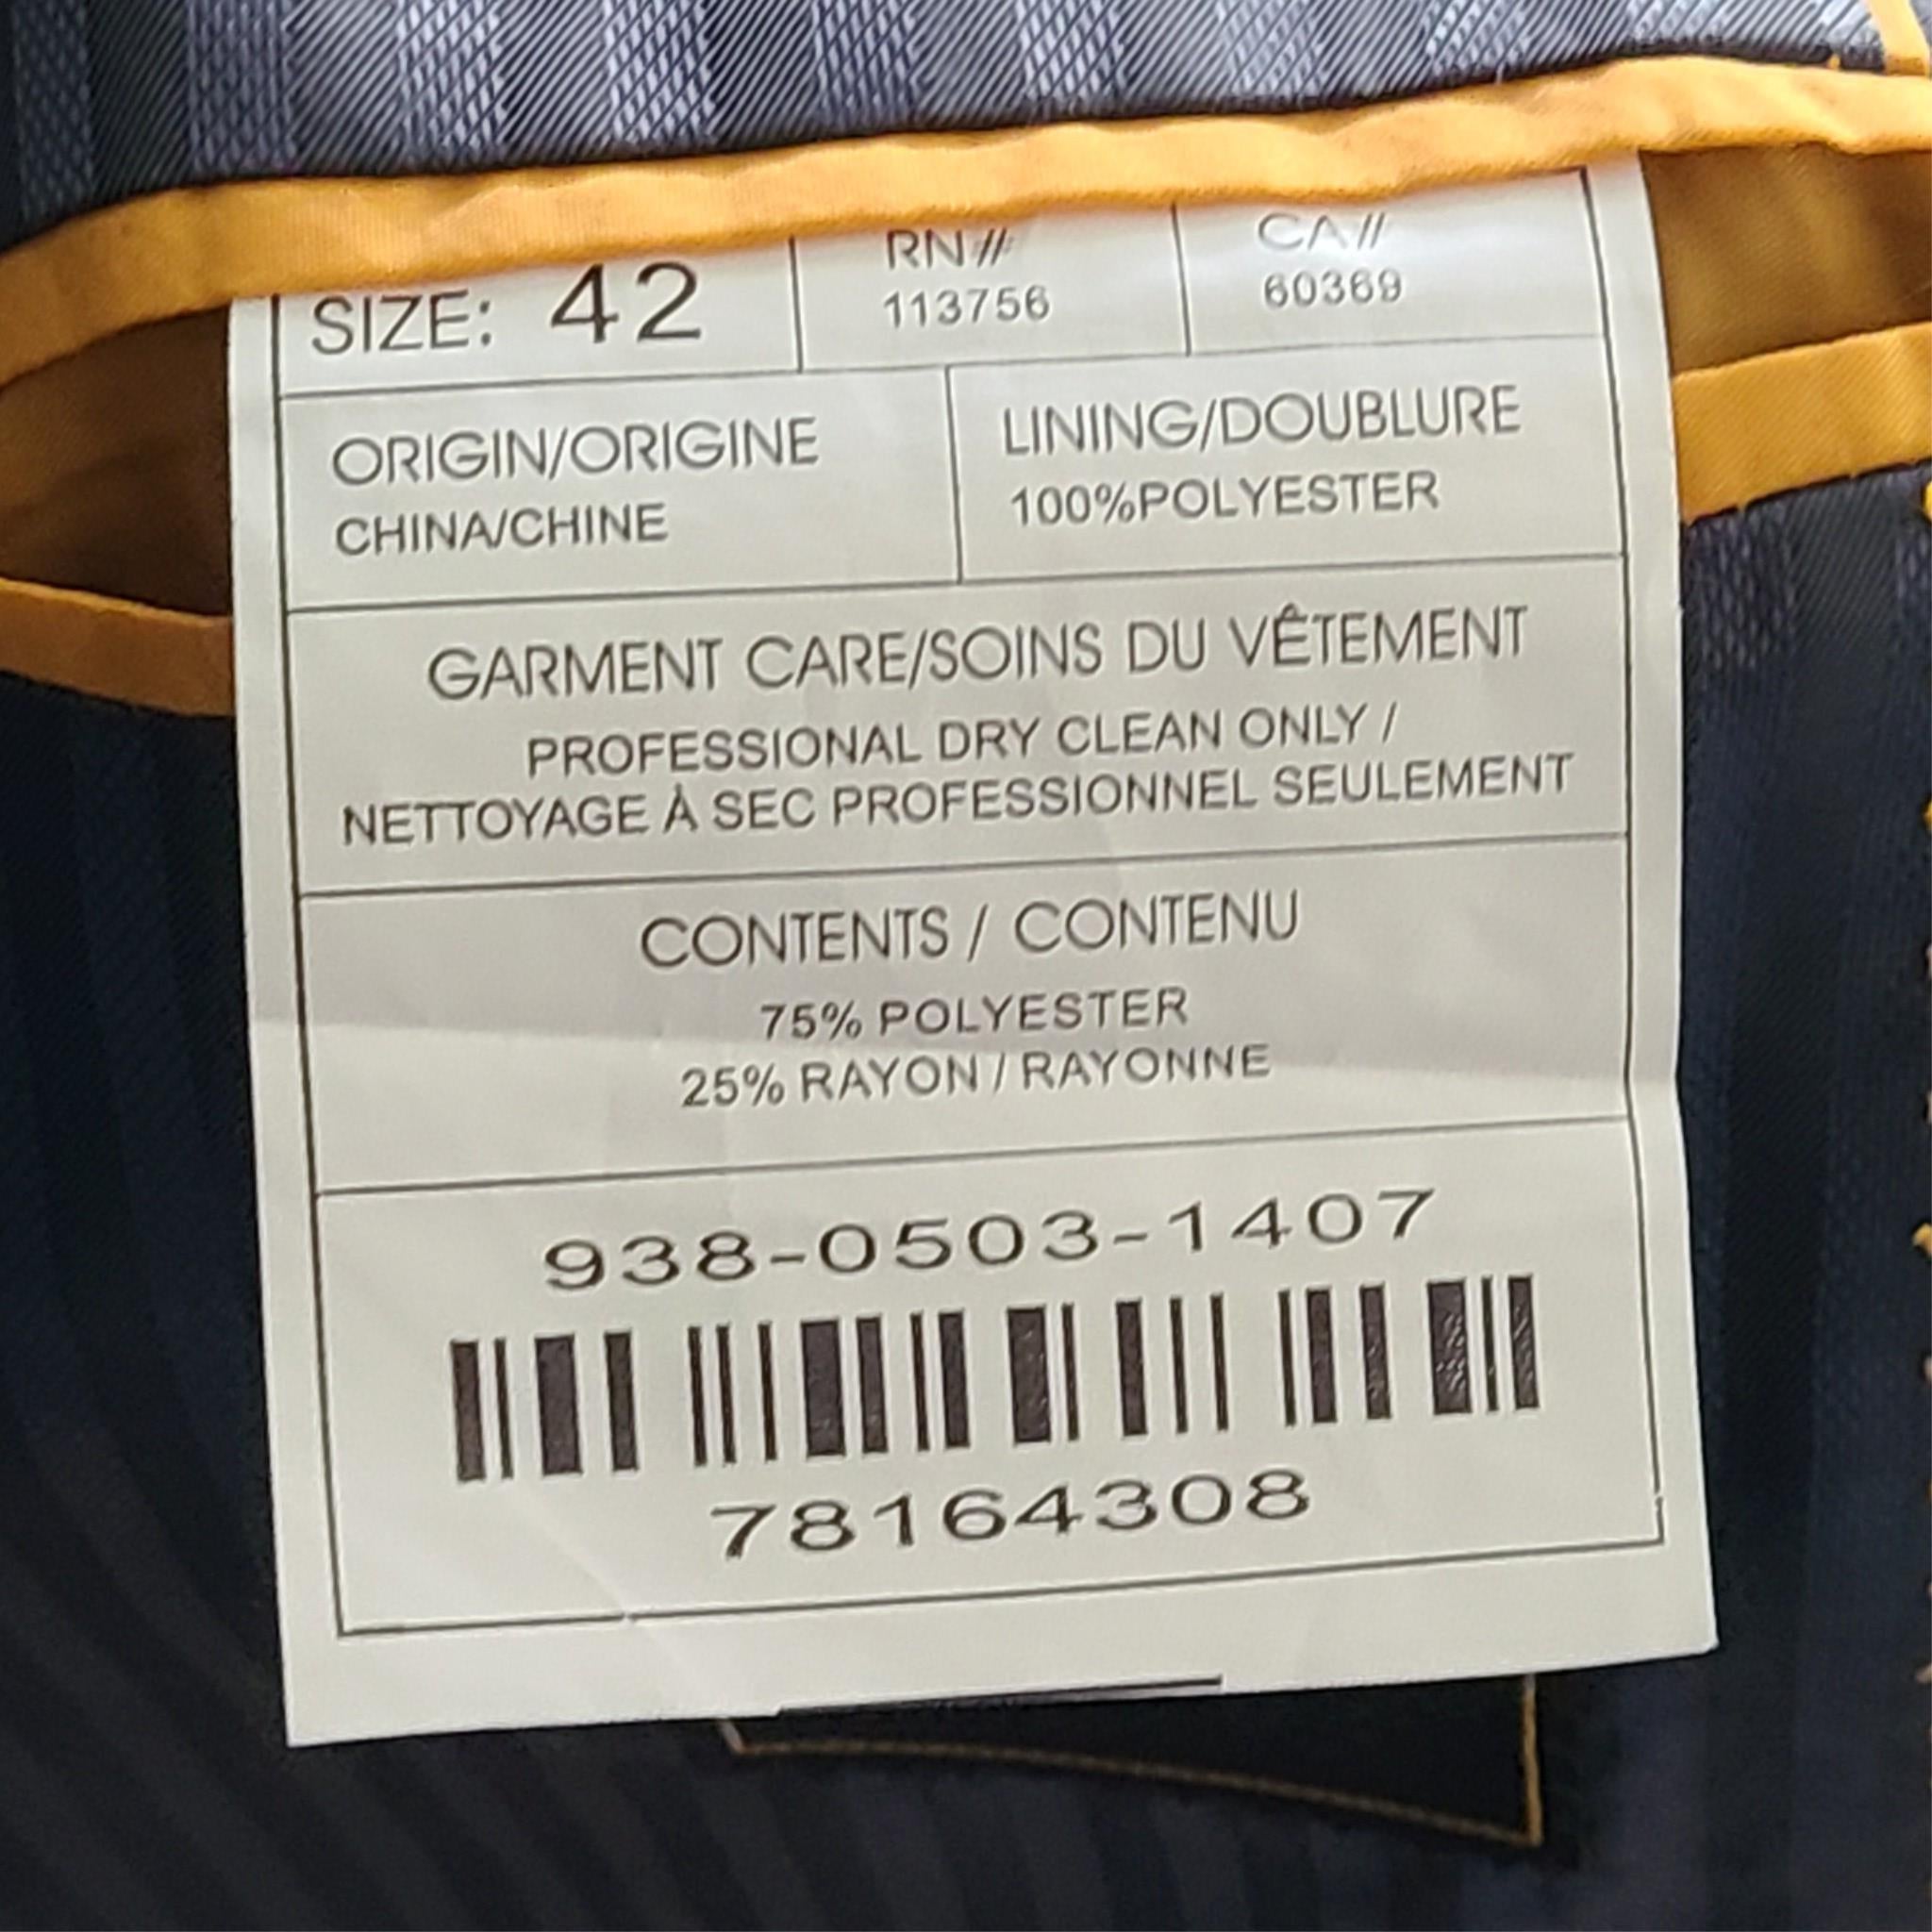 SIZE: 42
RN#
113756
CA#
60369
ORIGIN/ORIGINE
CHINA/CHINE
LINING/DOUBLURE
100%POLYESTER
GARMENT CARE/SOINS DU VÊTEMENT
PROFESSIONAL DRY CLEAN ONLY /
NETTOYAGE À SEC PROFESSIONNEL SEULEMENT
CONTENTS / CONTENU
75% POLYESTER
25% RAYON / RAYONNE
938-0503-1407
78164308